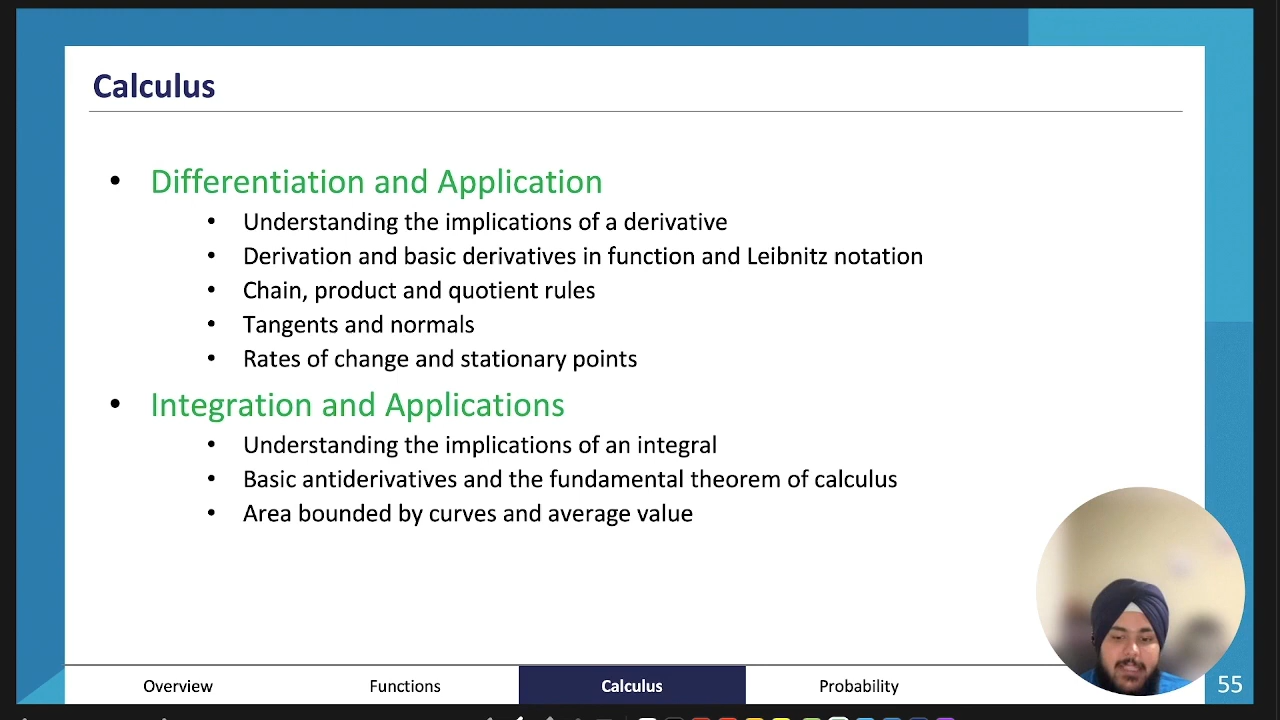 Calculus
• Differentiation and Application
• Understanding the implications of a derivative
• Derivation and basic derivatives in function and Leibnitz notation
• Chain, product and quotient rules
• Tangents and normals
• Rates of change and stationary points
• Integration and Applications
• Understanding the implications of an integral
• Basic antiderivatives and the fundamental theorem of calculus
• Area bounded by curves and average value
Overview Functions Calculus Probability 55